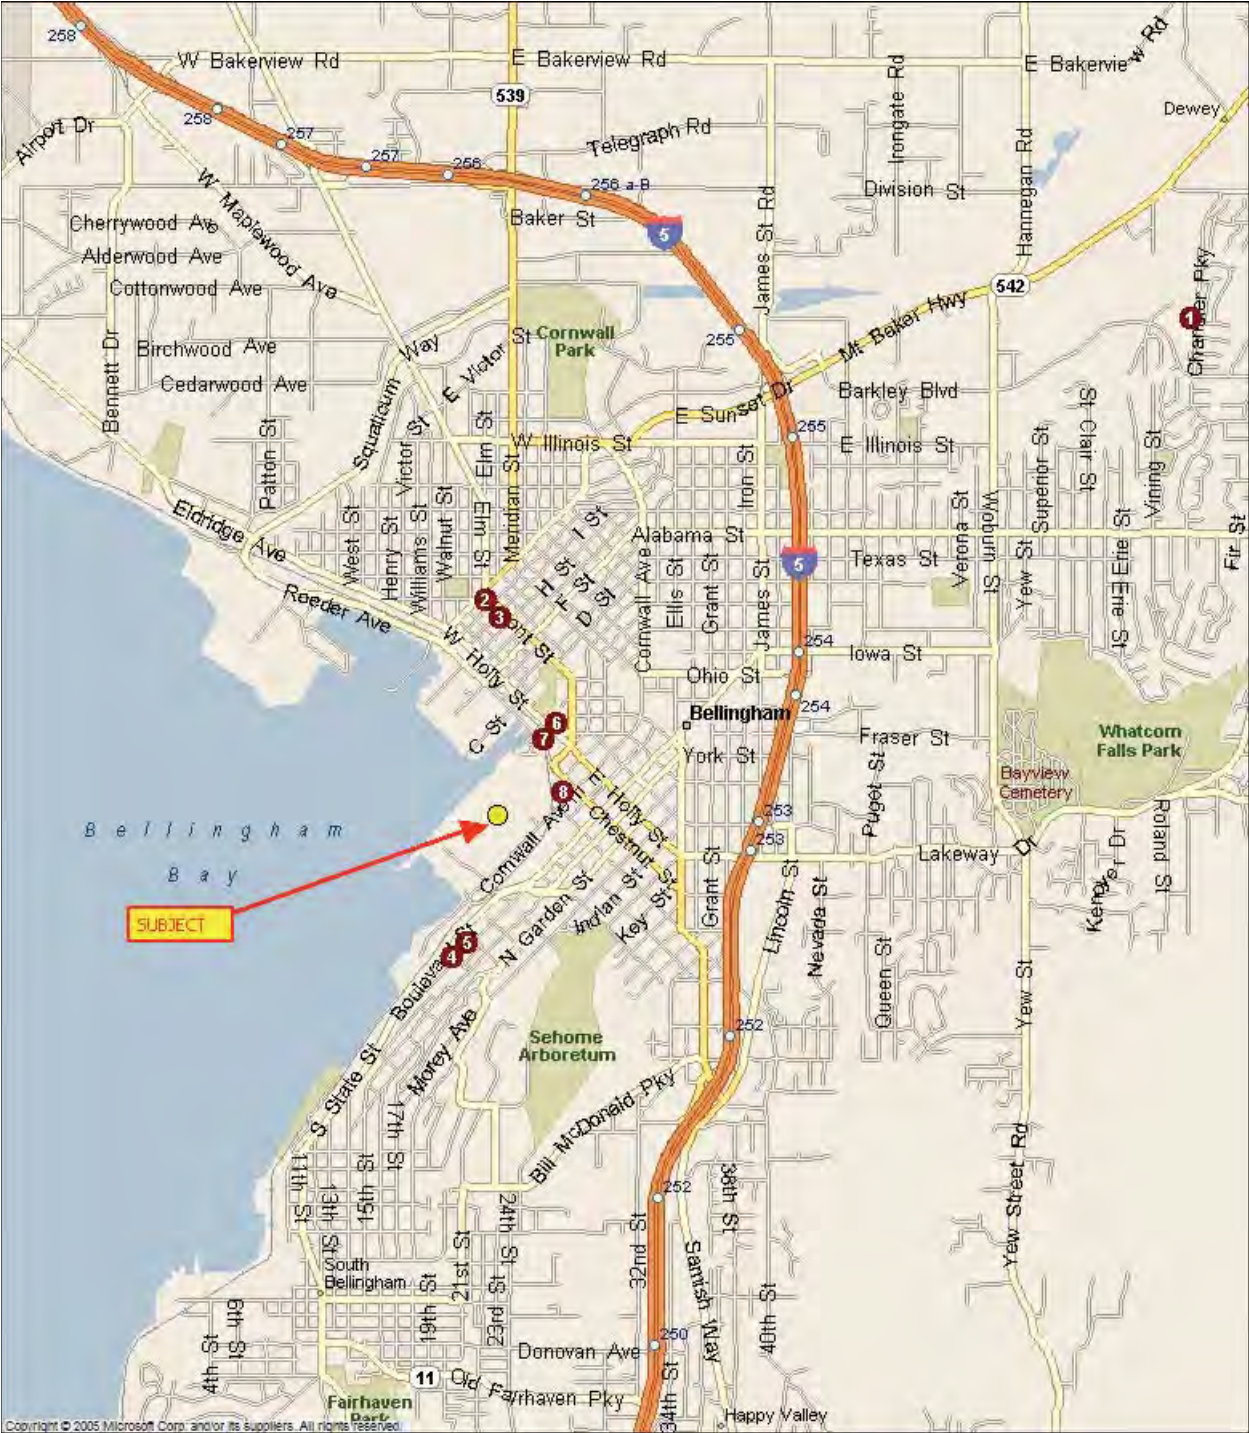 258
W Bakerview Rd
E Bakerview Rd
E Bakerview Rd
539
Dewey
258
257
Airport Dr
257
256
Telegraph Rd
Irongate Rd
Hannegan Rd
256 a-B
Division St
W Maplewood Ave
Baker St
Cherrywood Ave
5
James St Rd
Alderwood Ave
Cottonwood Ave
542
Chandler Pky
1
Mt Baker Hwy
Cornwall
Park
255
Birchwood Ave
Way
E Victor St
Bennett Dr
Cedarwood Ave
Barkley Blvd
E Sunset Dr
Squalicum
Victor St
Elm St
Patton St
W Illinois St
255
E Illinois St
St Clair St
Superior St
Vining St
Iron St
Meridian St
Eldridge Ave
West St
Henry St
Williams St
Walnut St
Elm St
I St
Alabama St
Verona St
Woburn St
Yew St
Erie St
Erie St
Fir St
5
Texas St
H St
F St
D St
Cornwall Ave
Ellis St
Grant St
James St
Roeder Ave
2
3
ont St
W Holly St
254
Iowa St
Ohio St
254
C St
6
7
Bellingham
York St
Fraser St
Puget St
Whatcom
Falls Park
Bayview
Cemetery
8
E Holly St
E Chestnut St
253
253
Bellingham
Bay
Cornwall Ave
Lakeway Dr
Kenoyer Dr
Roland St
SUBJECT
N Garden St
Indian St
Key St
Grant St
Lincoln St
Nevada St
Queen St
Yew St
5
4
Boulevard St
252
Sehome
Arboretum
Morey Ave
S State St
Bill McDonald Pky
17th St
11th St
13th St
15th St
252
38th St
Yew Street Rd
24th St
21st St
32nd St
Samish Way
South
Bellingham
19th St
23rd St
40th St
6th St
4th St
250
Donovan Ave
11
Old Fairhaven Pky
34th St
Fairhaven
Park
Happy Valley
Copyright © 2005 Microsoft Corp. and/or its suppliers. All rights reserved.